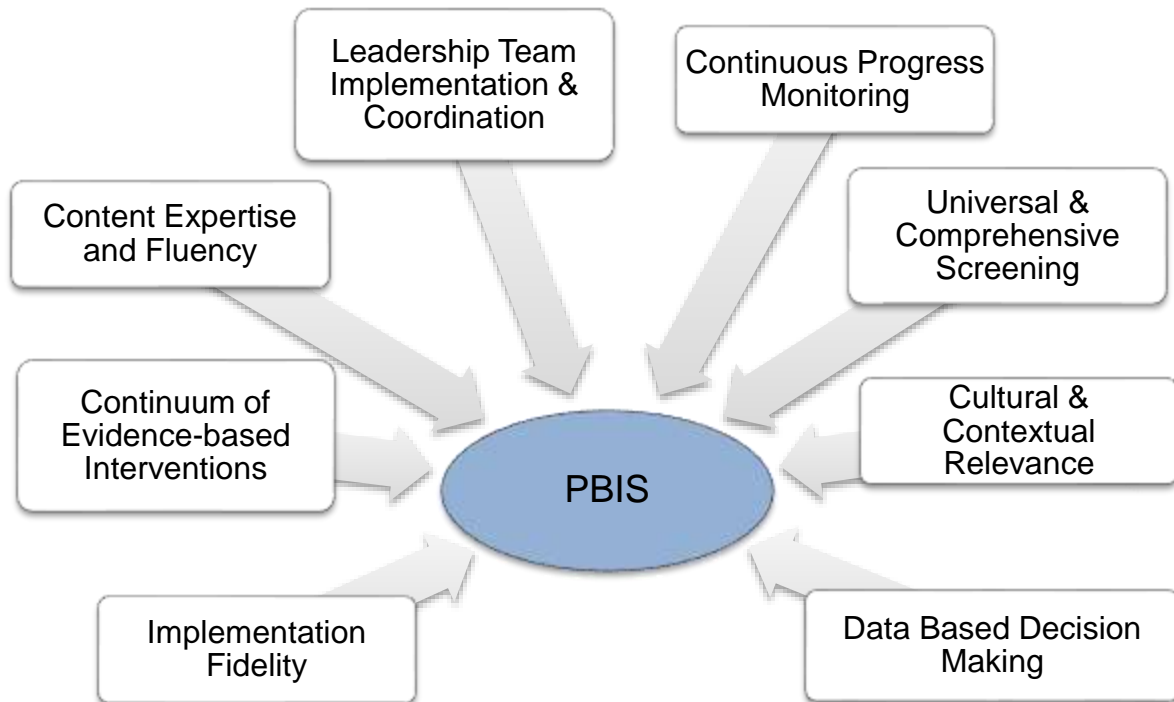 Leadership Team
Implementation &
Coordination
Continuous Progress
Monitoring
Content Expertise
and Fluency
Universal &
Comprehensive
Screening
Continuum of
Evidence-based
Interventions
Cultural &
Contextual
Relevance
PBIS
Implementation
Fidelity
Data Based Decision
Making